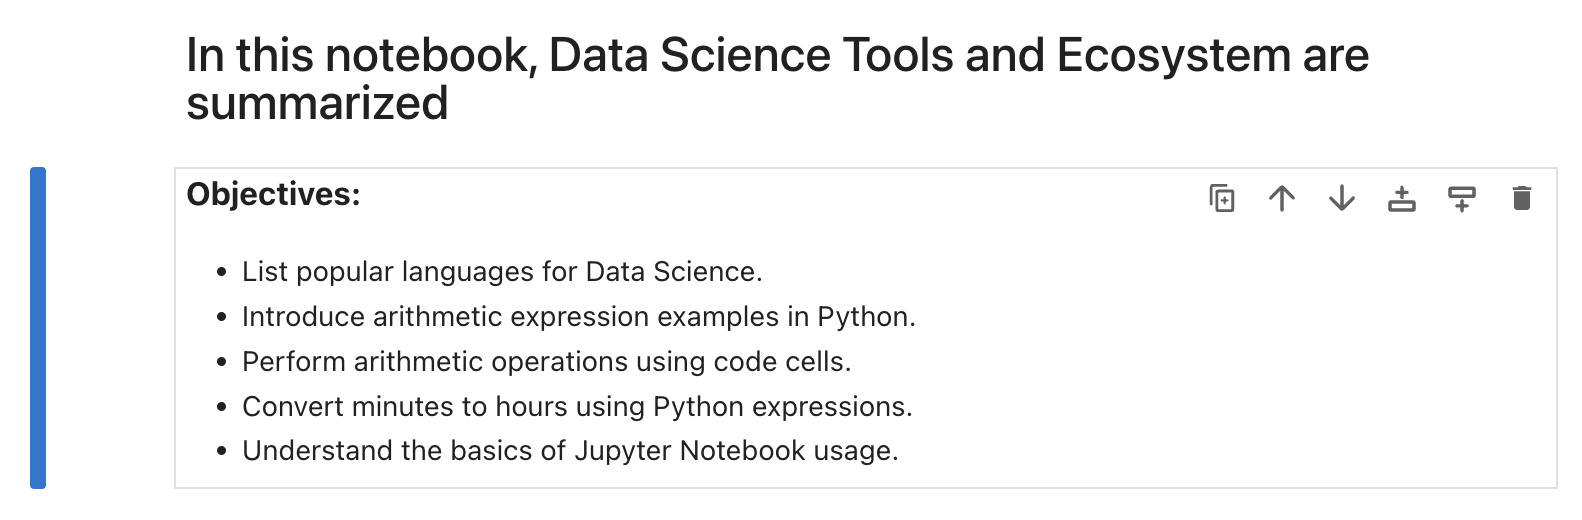 In this notebook, Data Science Tools and Ecosystem are
summarized
Objectives:
• List popular languages for Data Science.
• Introduce arithmetic expression examples in Python.
• Perform arithmetic operations using code cells.
• Convert minutes to hours using Python expressions.
• Understand the basics of Jupyter Notebook usage.